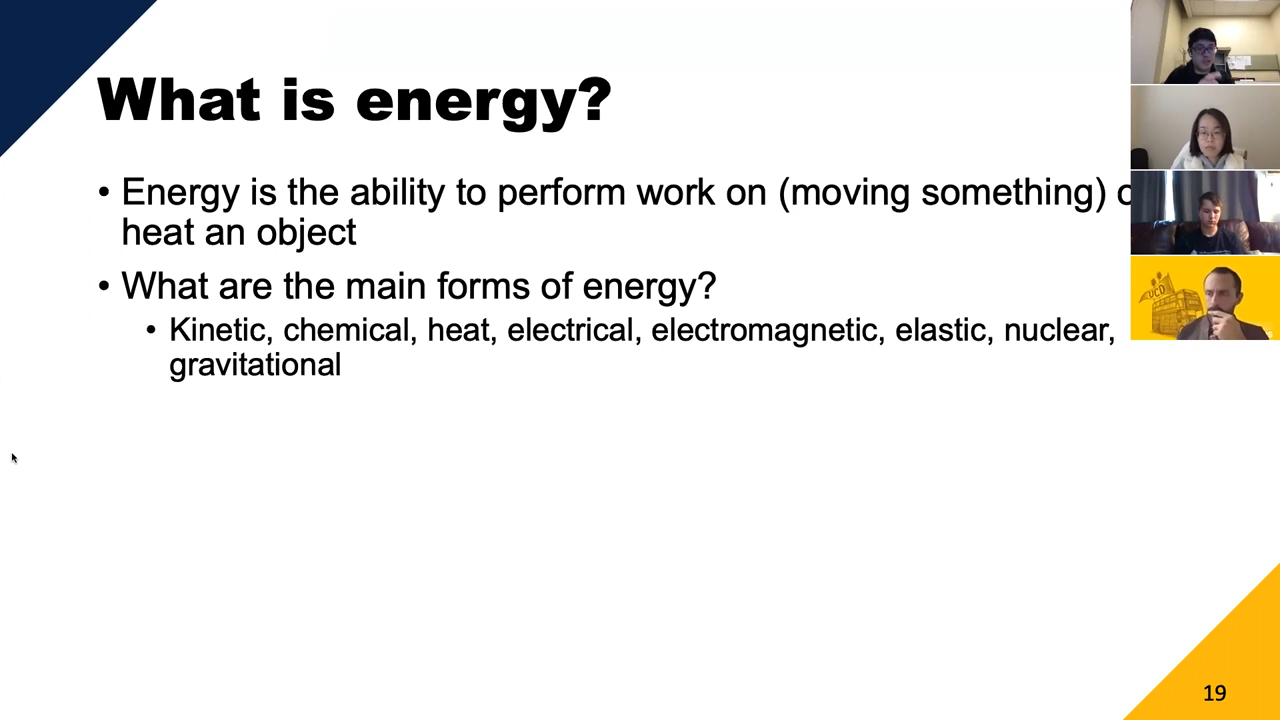 What is energy?
• Energy is the ability to perform work on (moving something)
heat an object
• What are the main forms of energy?
• Kinetic, chemical, heat, electrical, electromagnetic, elastic, nuclear,
gravitational
UCD
19